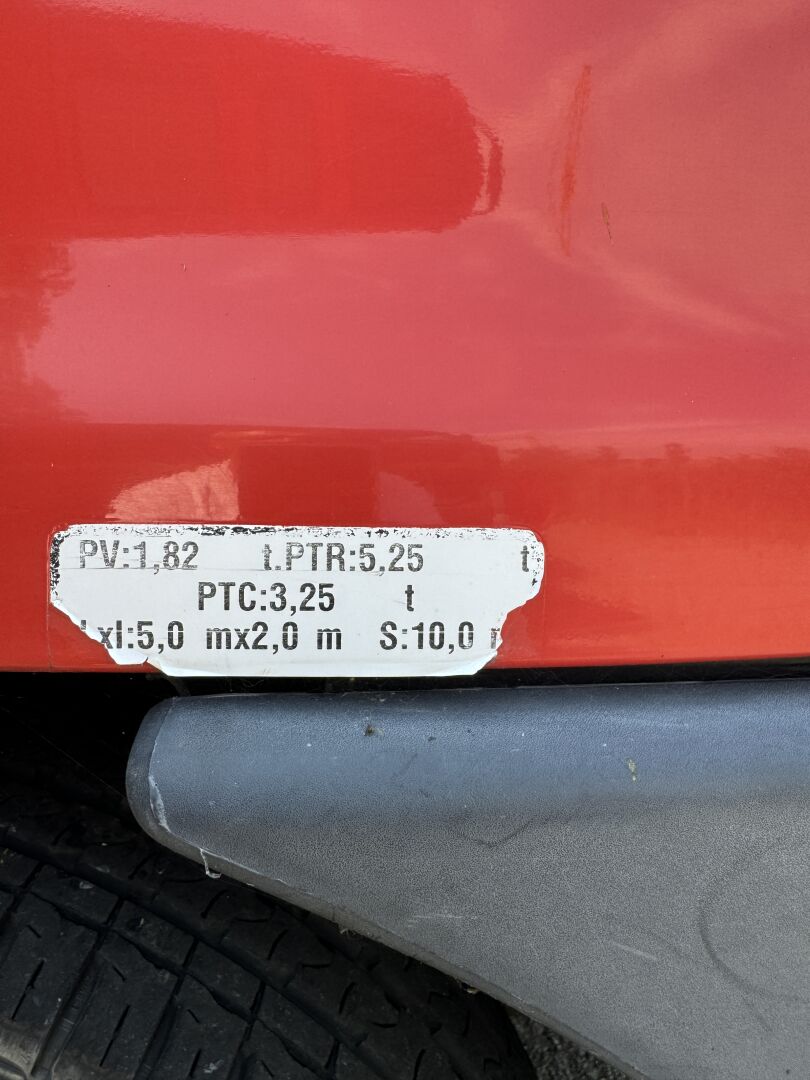 PV:1,82 t.PTR:5,25 t
PTC:3,25 t
xl:5,0 mx2,0 m S:10,0